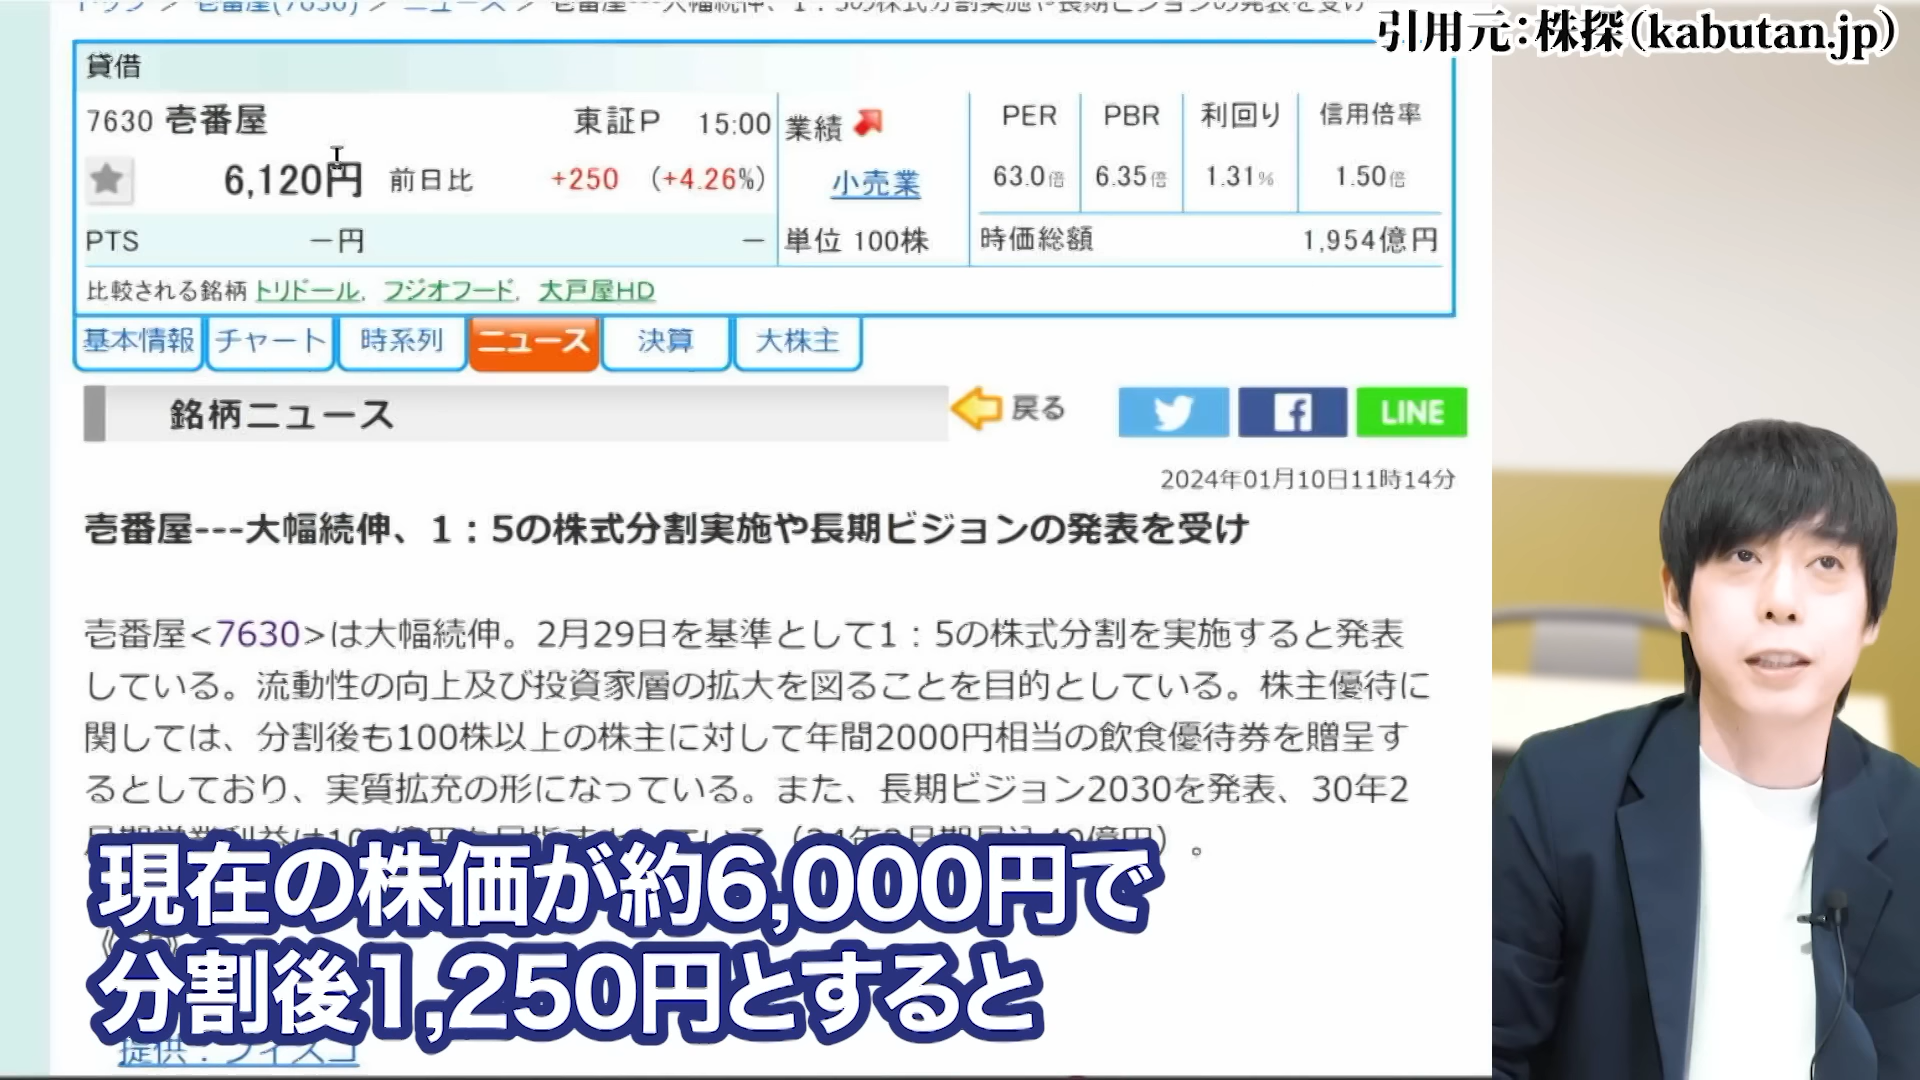 引用元：株探（kabutan.jp）
貸借
7630 壱番屋 東証P 15:00
6,120円 前日比 +250 (+4.26%)
PTS －円 －
業績
小売業
単位 100株
PER PBR 利回り 信用倍率
63.0倍 6.35倍 1.31% 1.50倍
時価総額 1,954億円
比較される銘柄 トリドール, フジオフード, 大戸屋HD
基本情報 チャート 時系列 ニュース 決算 大株主
銘柄ニュース
戻る
LINE
2024年01月10日11時14分
壱番屋---大幅続伸、1：5の株式分割実施や長期ビジョンの発表を受け
壱番屋<7630>は大幅続伸。2月29日を基準として1：5の株式分割を実施すると発表
している。流動性の向上及び投資家層の拡大を図ることを目的としている。株主優待に
関しては、分割後も100株以上の株主に対して年間2000円相当の飲食優待券を贈呈す
るとしており、実質拡充の形になっている。また、長期ビジョン2030を発表、30年2
現在の株価が約6,000円で
分割後1,250円とすると
提供：フィスコ